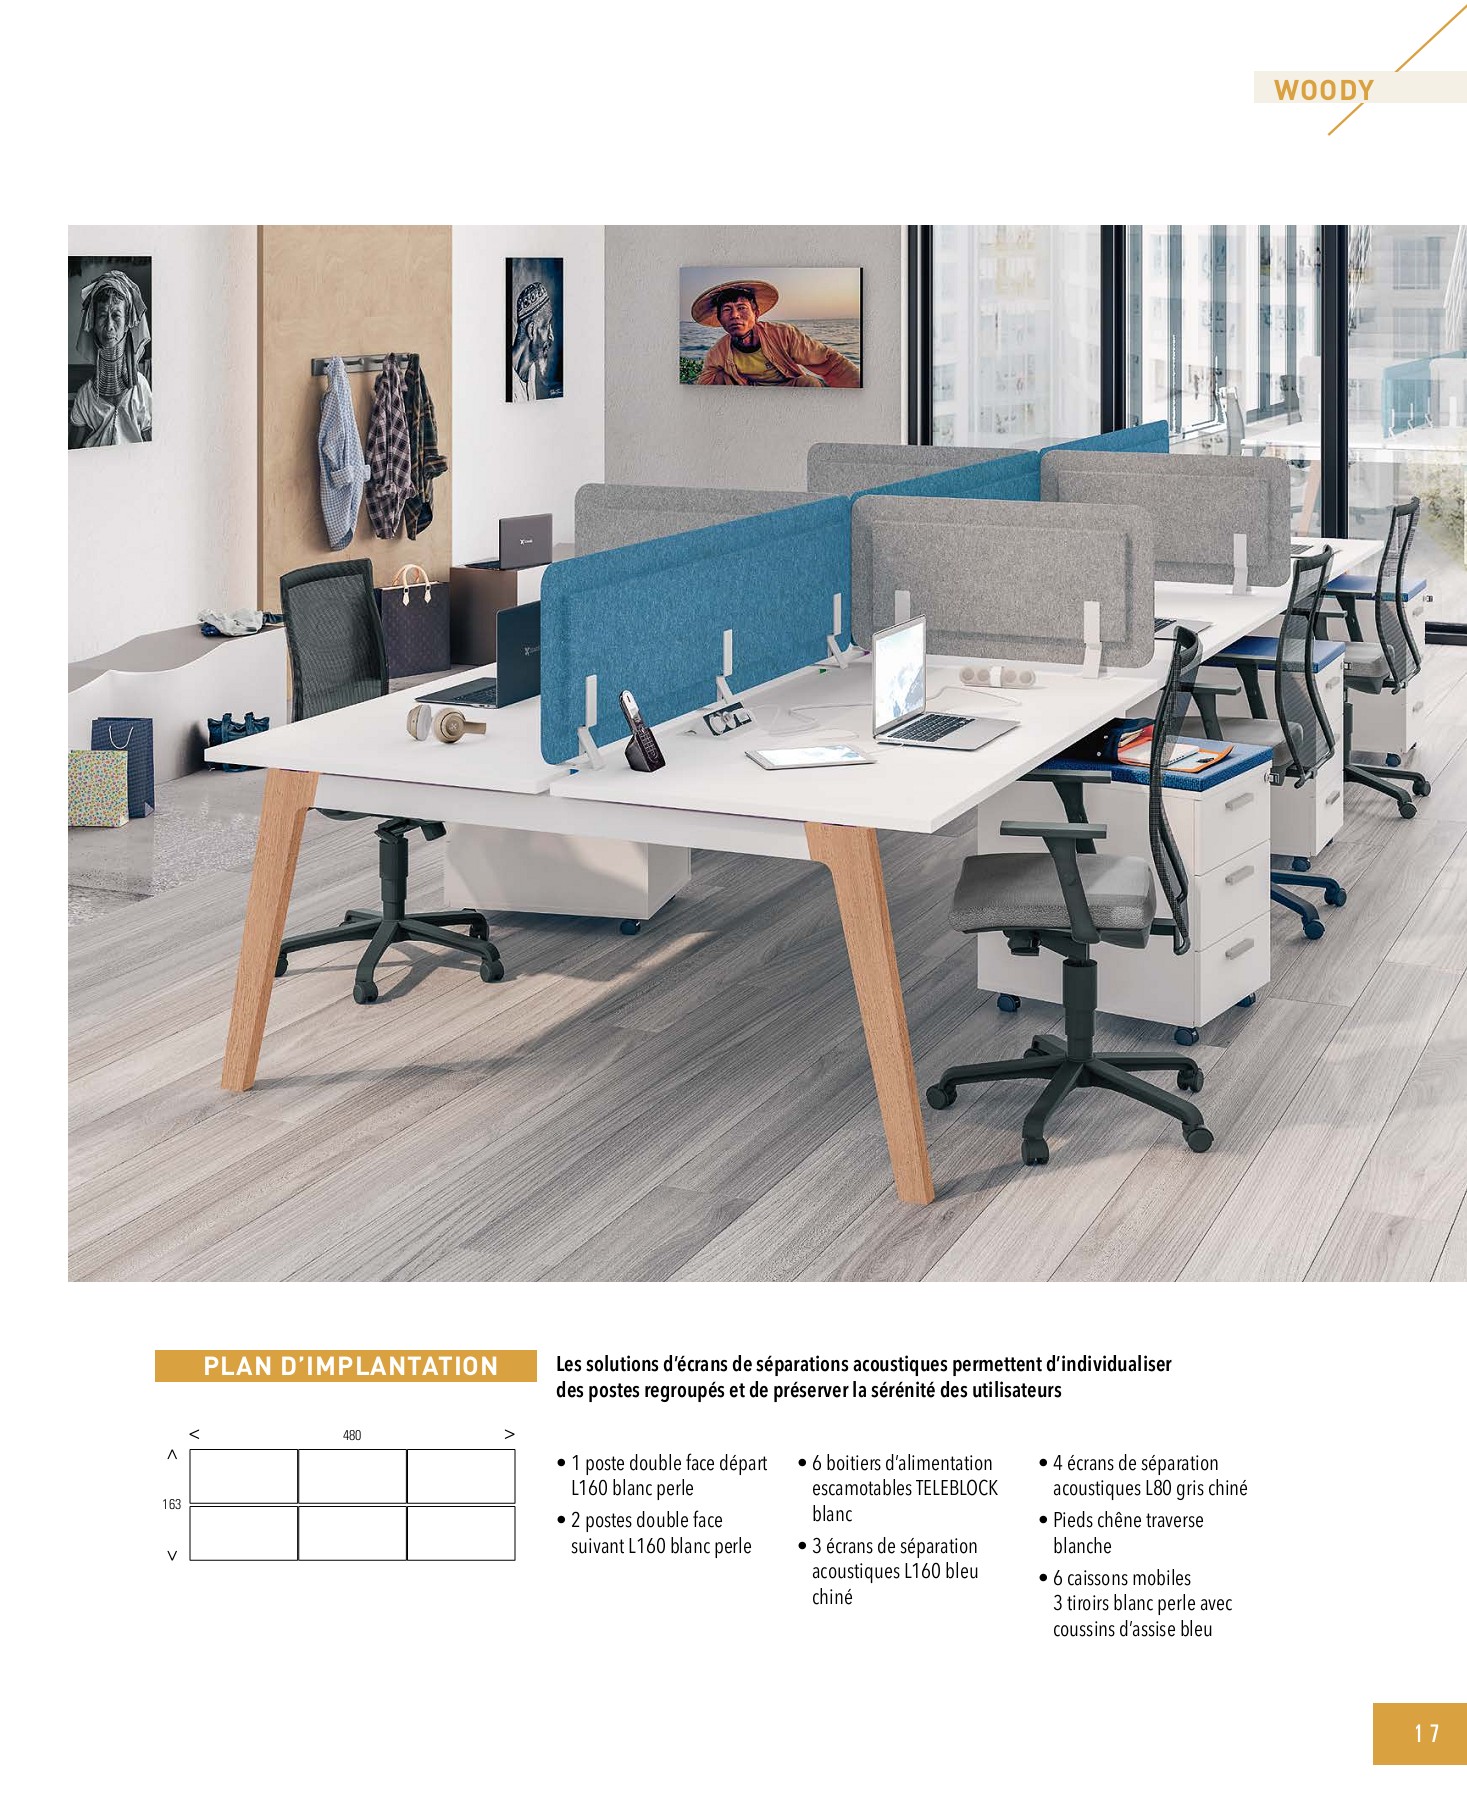 WOODY
PLAN D’IMPLANTATION
480
163
Les solutions d’écrans de séparations acoustiques permettent d’individualiser
des postes regroupés et de préserver la sérénité des utilisateurs
• 1 poste double face départ
L160 blanc perle
• 2 postes double face
suivant L160 blanc perle
• 6 boitiers d’alimentation
escamotables TELEBLOCK
blanc
• 3 écrans de séparation
acoustiques L160 bleu
chiné
• 4 écrans de séparation
acoustiques L80 gris chiné
• Pieds chêne traverse
blanche
• 6 caissons mobiles
3 tiroirs blanc perle avec
coussins d’assise bleu
17